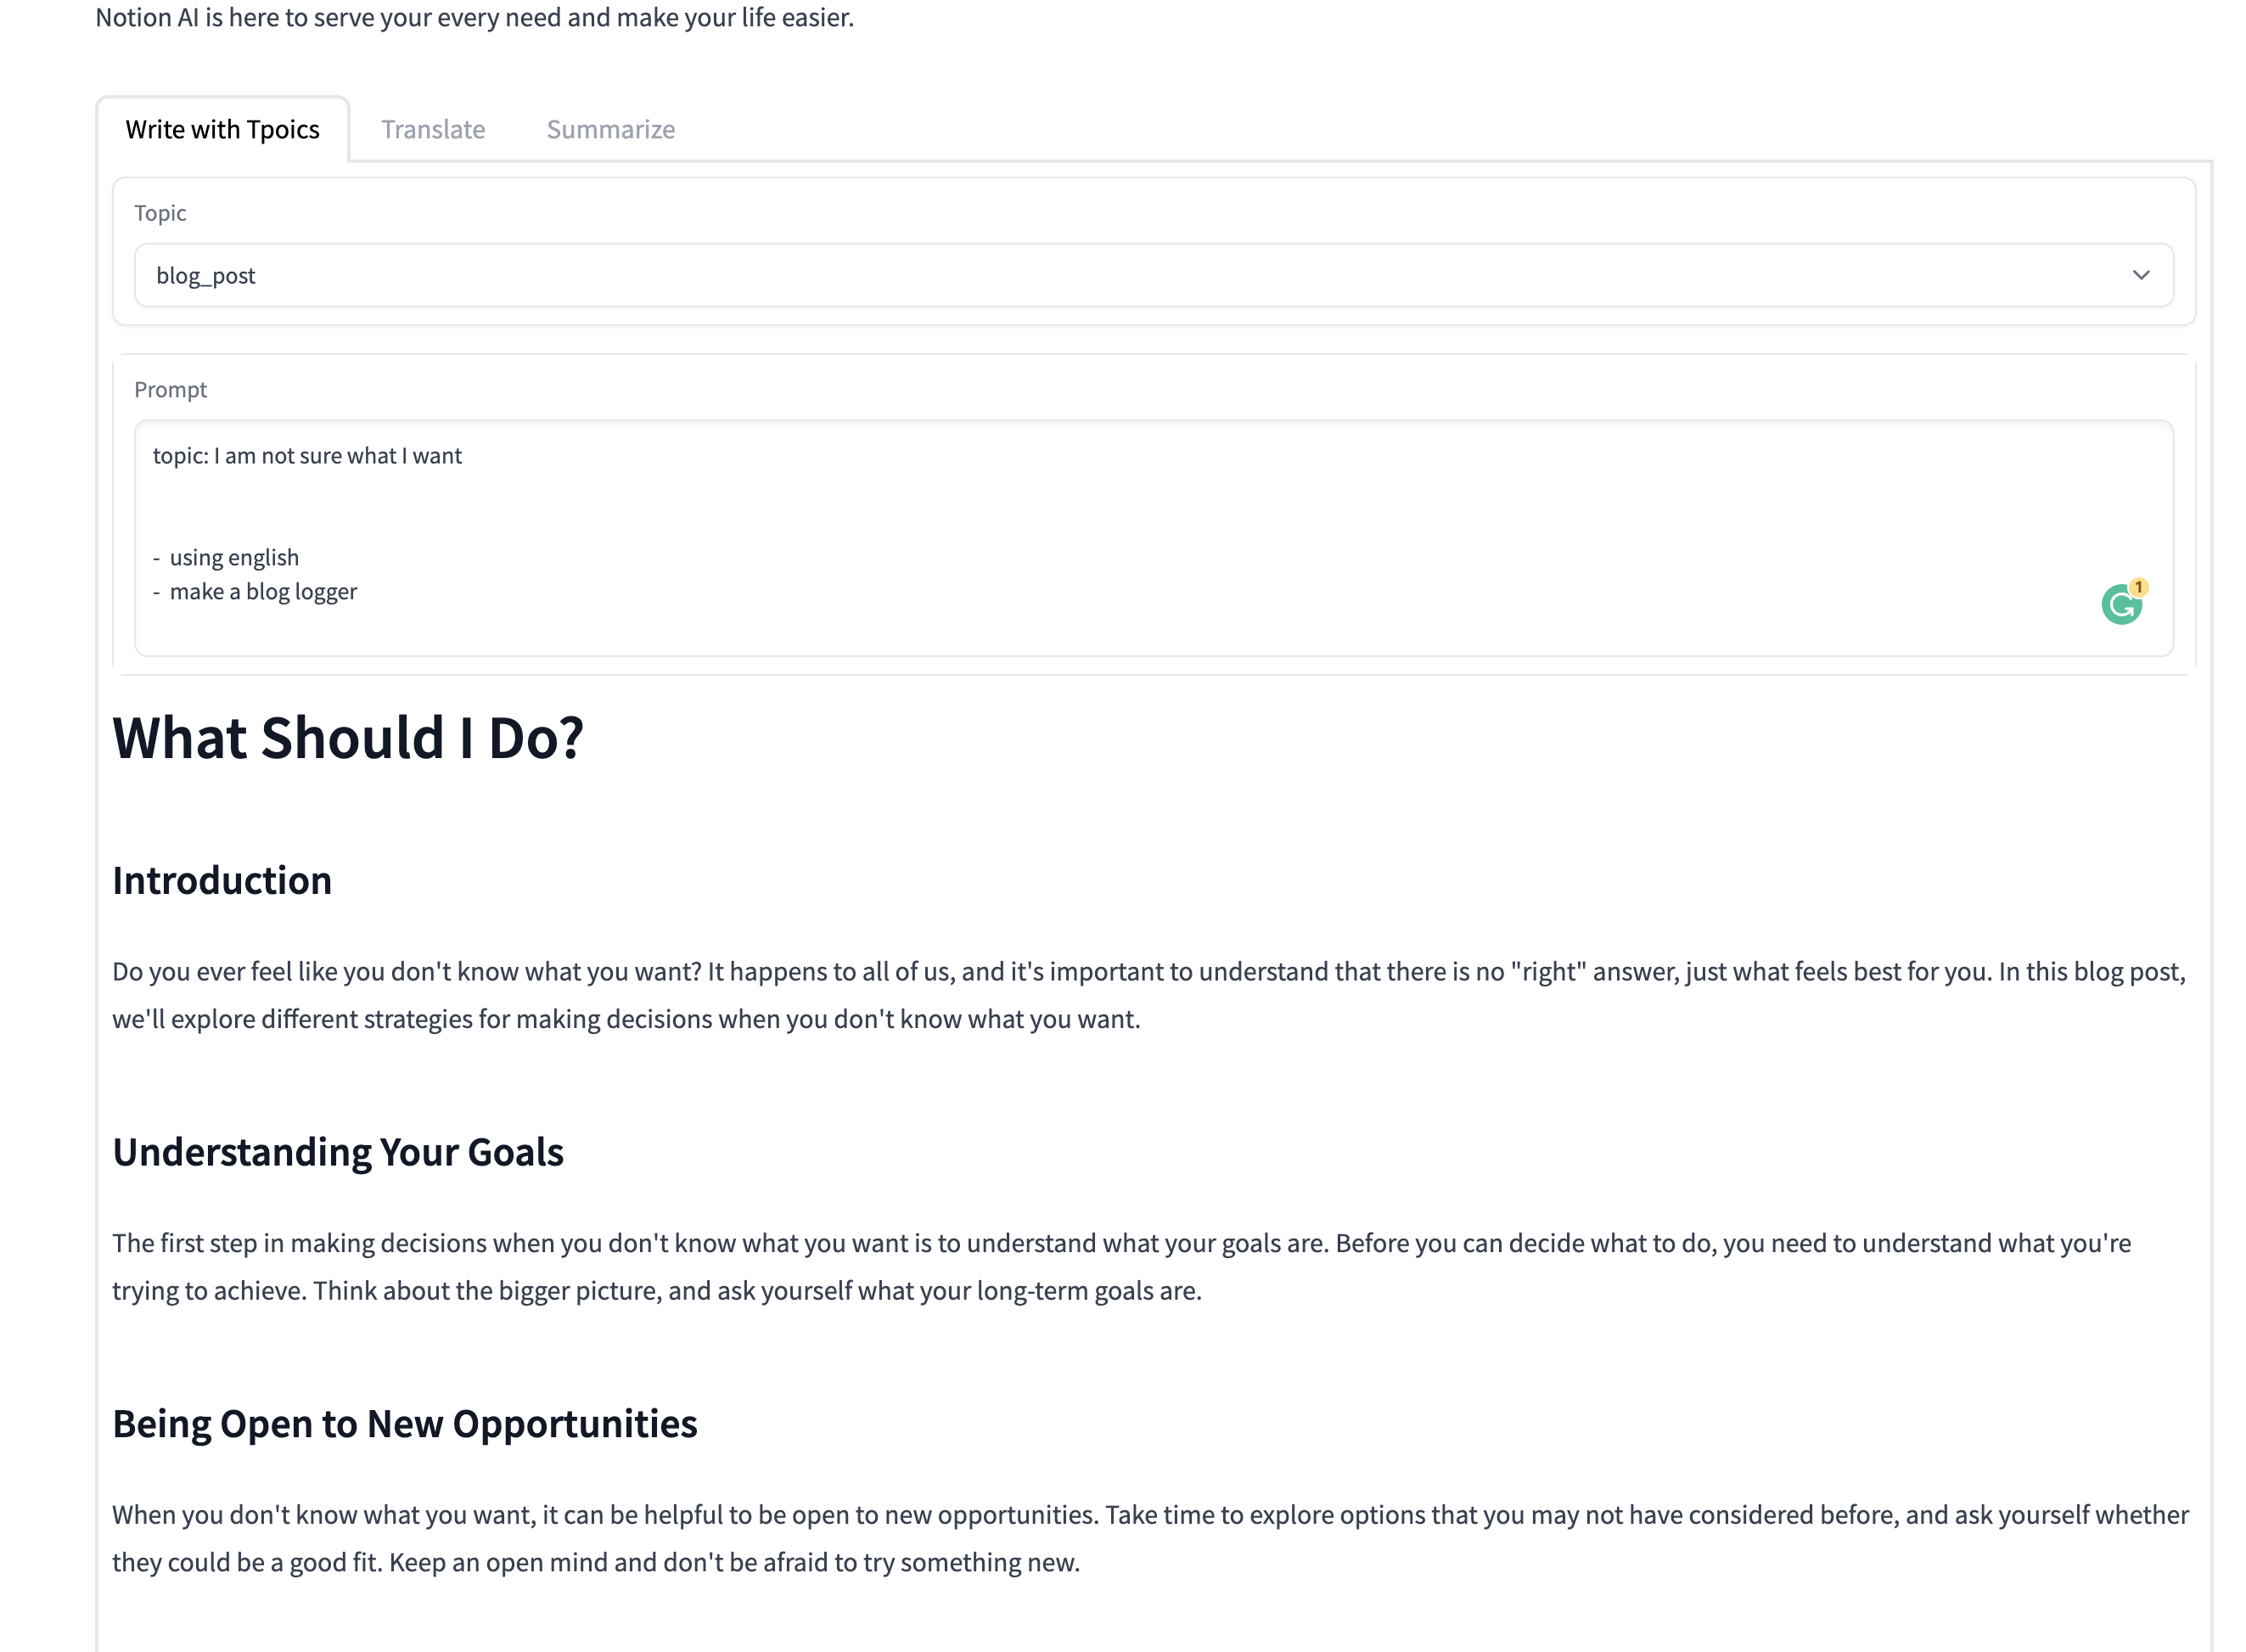 Notion AI is here to serve your every need and make your life easier.
Write with Tpoics
Translate
Summarize
Topic
blog_post
Prompt
topic: I am not sure what I want
- using english
- make a blog logger
1
What Should I Do?
Introduction
Do you ever feel like you don't know what you want? It happens to all of us, and it's important to understand that there is no "right" answer, just what feels best for you. In this blog post,
we'll explore different strategies for making decisions when you don't know what you want.
Understanding Your Goals
The first step in making decisions when you don't know what you want is to understand what your goals are. Before you can decide what to do, you need to understand what you're
trying to achieve. Think about the bigger picture, and ask yourself what your long-term goals are.
Being Open to New Opportunities
When you don't know what you want, it can be helpful to be open to new opportunities. Take time to explore options that you may not have considered before, and ask yourself whether
they could be a good fit. Keep an open mind and don't be afraid to try something new.